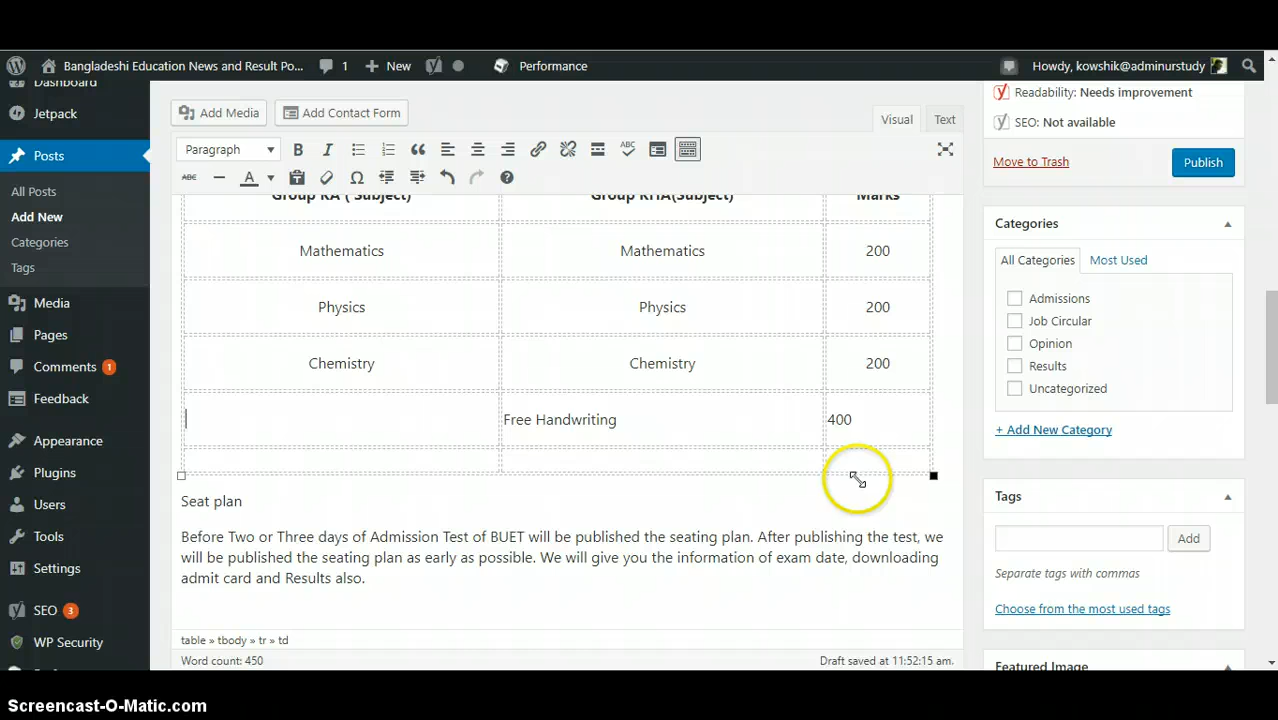 Bangladeshi Education News and Result Po... 1 New Performance Howdy, kowshik@adminurstudy
Dashboard
Jetpack
Posts
All Posts
Add New
Categories
Tags
Media
Pages
Comments 1
Feedback
Appearance
Plugins
Users
Tools
Settings
SEO 3
WP Security
Add Media Add Contact Form
Visual Text
Paragraph B I ABC
ABC A Ω
Group KA ( Subject) Group KHA(Subject) Marks
Mathematics Mathematics 200
Physics Physics 200
Chemistry Chemistry 200
Free Handwriting 400
Seat plan
Before Two or Three days of Admission Test of BUET will be published the seating plan. After publishing the test, we
will be published the seating plan as early as possible. We will give you the information of exam date, downloading
admit card and Results also.
table » tbody » tr » td
Word count: 450 Draft saved at 11:52:15 am.
Readability: Needs improvement
SEO: Not available
Move to Trash Publish
Categories
All Categories Most Used
Admissions
Job Circular
Opinion
Results
Uncategorized
+ Add New Category
Tags
Add
Separate tags with commas
Choose from the most used tags
Featured Image
Screencast-O-Matic.com